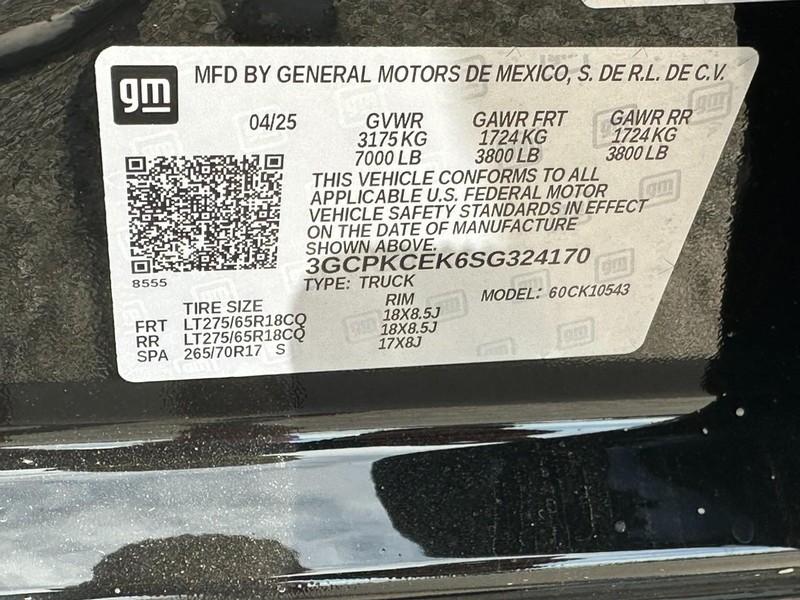 gm MFD BY GENERAL MOTORS DE MEXICO, S. DE R.L. DE C.V.
04/25 GVWR GAWR FRT GAWR RR
3175 KG 1724 KG 1724 KG
7000 LB 3800 LB 3800 LB
THIS VEHICLE CONFORMS TO ALL
APPLICABLE U.S. FEDERAL MOTOR
VEHICLE SAFETY STANDARDS IN EFFECT
ON THE DATE OF MANUFACTURE
SHOWN ABOVE.
3GCPKCEK6SG324170
8555 TYPE: TRUCK MODEL: 60CK10543
TIRE SIZE RIM
FRT LT275/65R18CQ 18X8.5J
RR LT275/65R18CQ 18X8.5J
SPA 265/70R17 S 17X8J